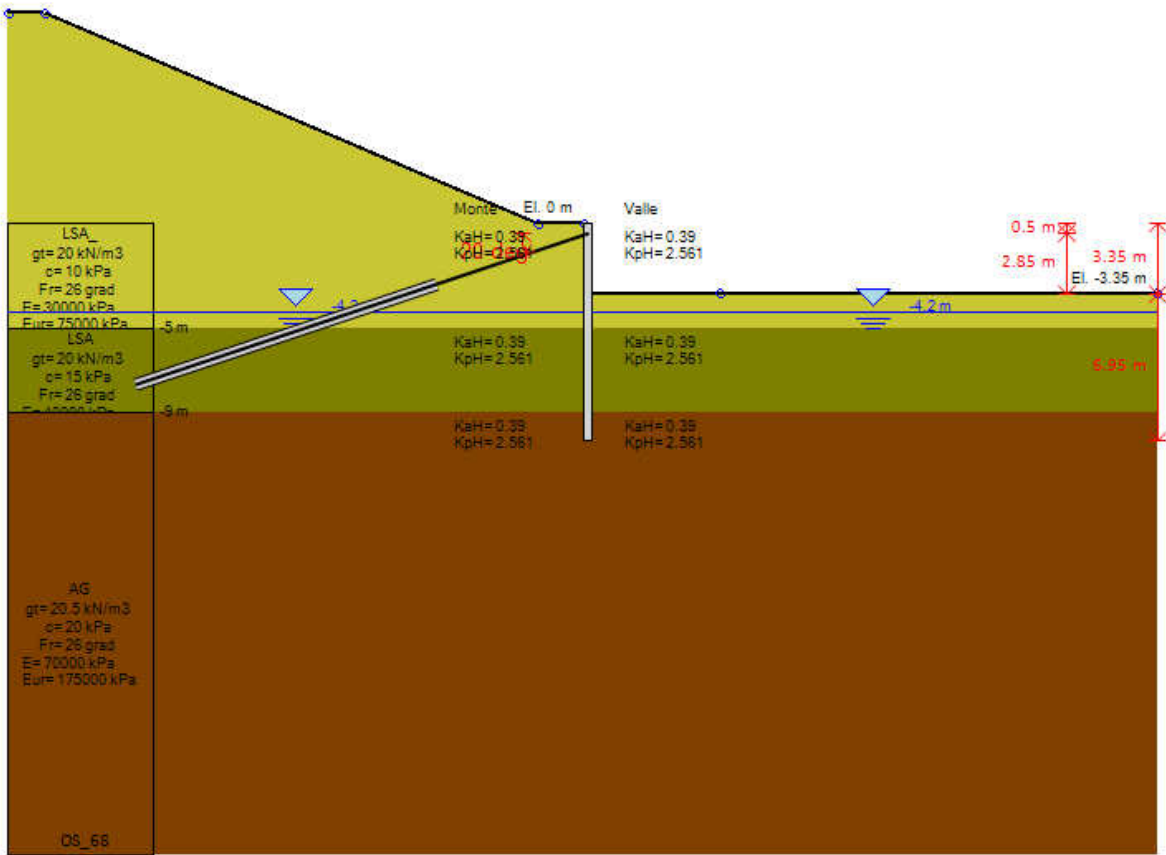 Monte
El. 0 m
Valle
LSA_
gt= 20 kN/m3
c= 10 kPa
Fr= 26 grad
E= 30000 kPa
Eur= 75000 kPa
KaH= 0.39
KpH= 2.561
20 deg
KaH= 0.39
KpH= 2.561
0.5 m
2.85 m
3.35 m
El. -3.35 m
-4.2 m
-5 m
LSA
gt= 20 kN/m3
c= 15 kPa
Fr= 26 grad
KaH= 0.39
KpH= 2.561
KaH= 0.39
KpH= 2.561
6.95 m
-9 m
KaH= 0.39
KpH= 2.561
KaH= 0.39
KpH= 2.561
AG
gt= 20.5 kN/m3
c= 20 kPa
Fr= 26 grad
E= 70000 kPa
Eur= 175000 kPa
DS_68